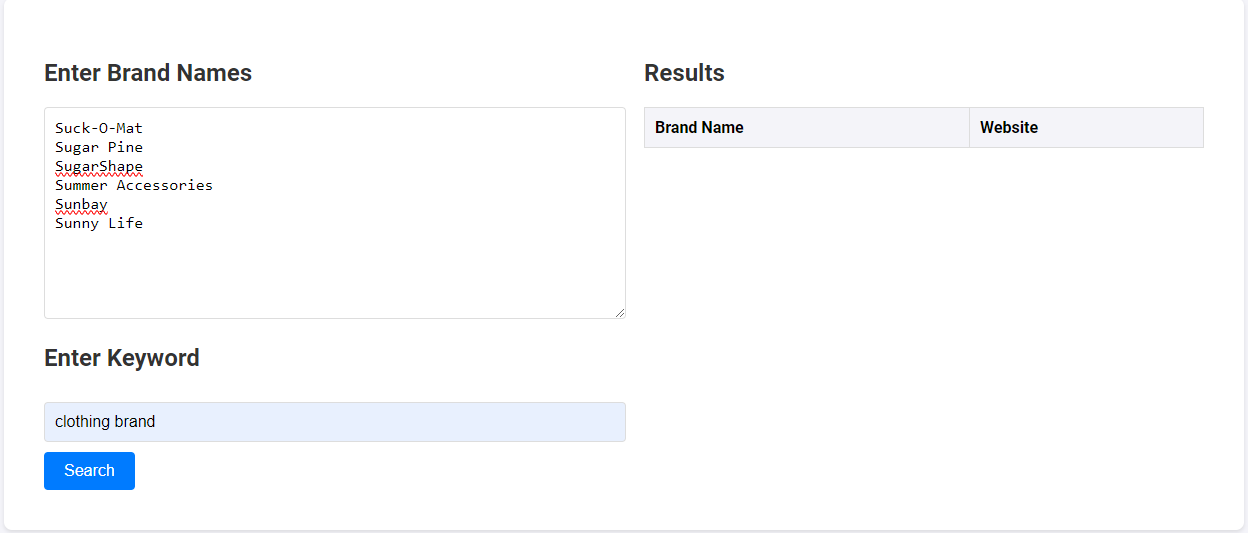 Enter Brand Names
Suck-O-Mat
Sugar Pine
SugarShape
Summer Accessories
Sunbay
Sunny Life
Enter Keyword
clothing brand
Search
Results
Brand Name Website